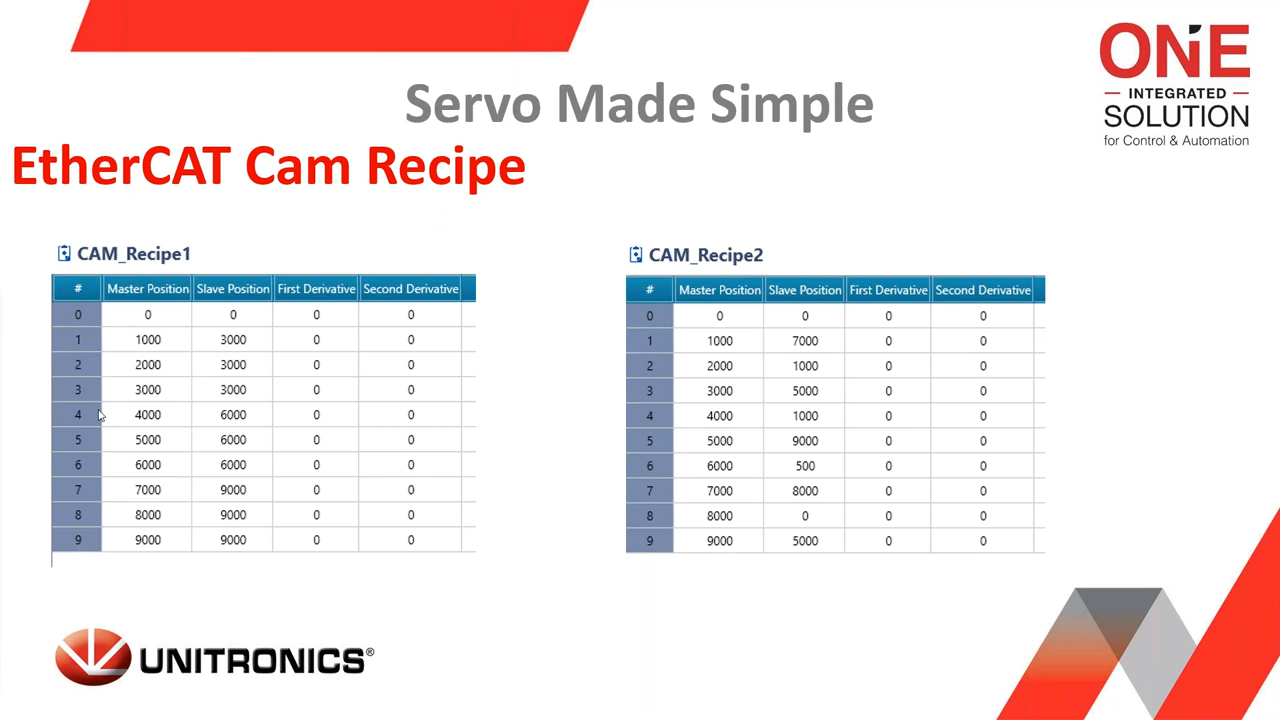 Servo Made Simple
ONE
INTEGRATED
SOLUTION
for Control & Automation
EtherCAT Cam Recipe
CAM_Recipe1
# Master Position Slave Position First Derivative Second Derivative
0 0 0 0 0
1 1000 3000 0 0
2 2000 3000 0 0
3 3000 3000 0 0
4 4000 6000 0 0
5 5000 6000 0 0
6 6000 6000 0 0
7 7000 9000 0 0
8 8000 9000 0 0
9 9000 9000 0 0
CAM_Recipe2
# Master Position Slave Position First Derivative Second Derivative
0 0 0 0 0
1 1000 7000 0 0
2 2000 1000 0 0
3 3000 5000 0 0
4 4000 1000 0 0
5 5000 9000 0 0
6 6000 500 0 0
7 7000 8000 0 0
8 8000 0 0 0
9 9000 5000 0 0
UNITRONICS®